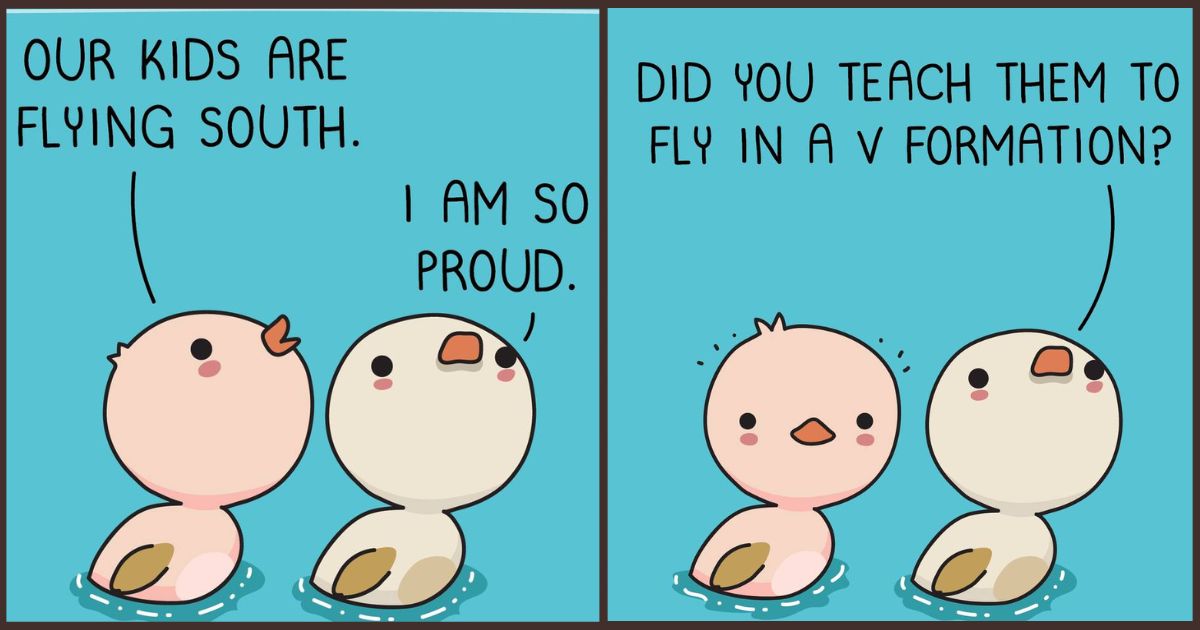 OUR KIDS ARE
FLYING SOUTH.
I AM SO
PROUD.
DID YOU TEACH THEM TO
FLY IN A V FORMATION?